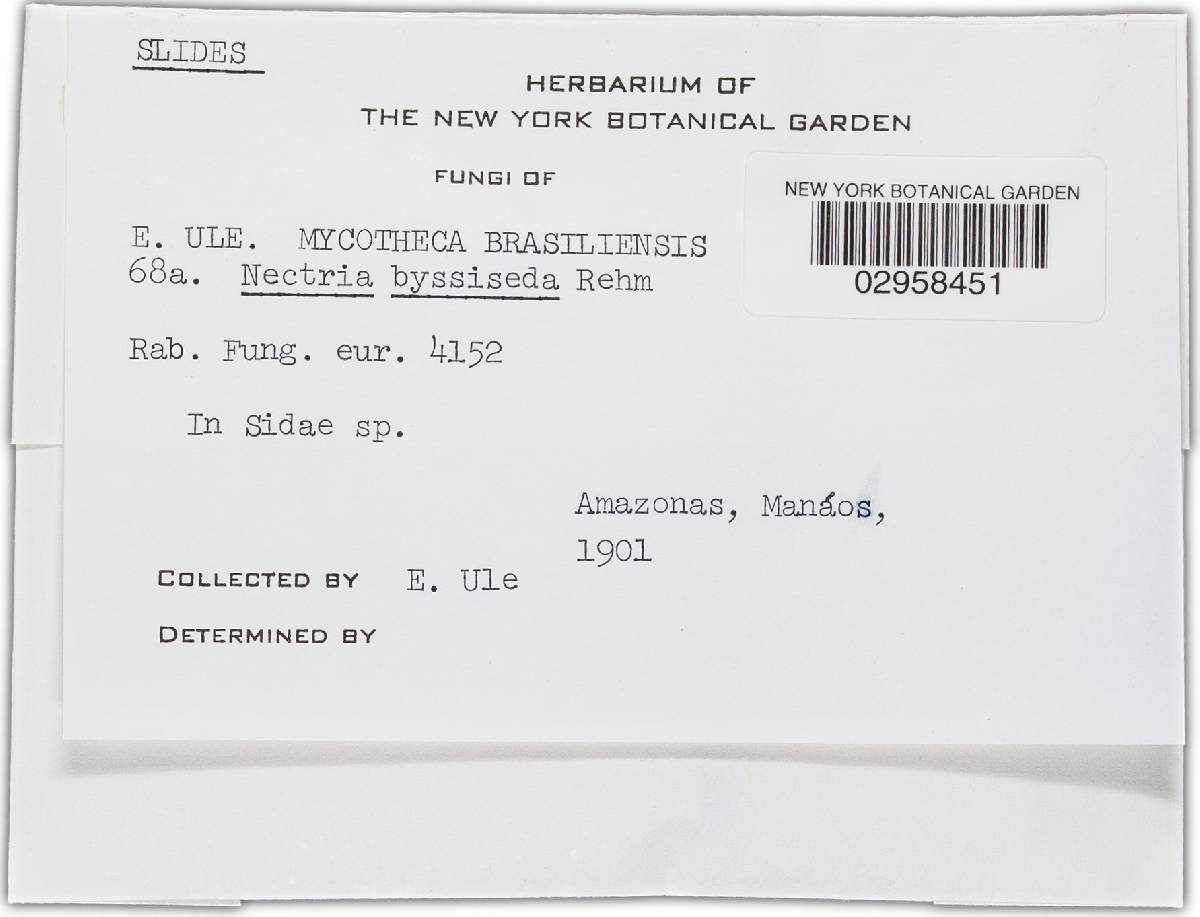 SLIDES
HERBARIUM OF
THE NEW YORK BOTANICAL GARDEN
FUNGI OF
NEW YORK BOTANICAL GARDEN
02958451
E. ULE. MYCOTHECA BRASILIENSIS
68a. Nectria byssiseda Rehm
Rab. Fung. eur. 4152
In Sidae sp.
Amazonas, Manáos,
1901
COLLECTED BY E. Ule
DETERMINED BY